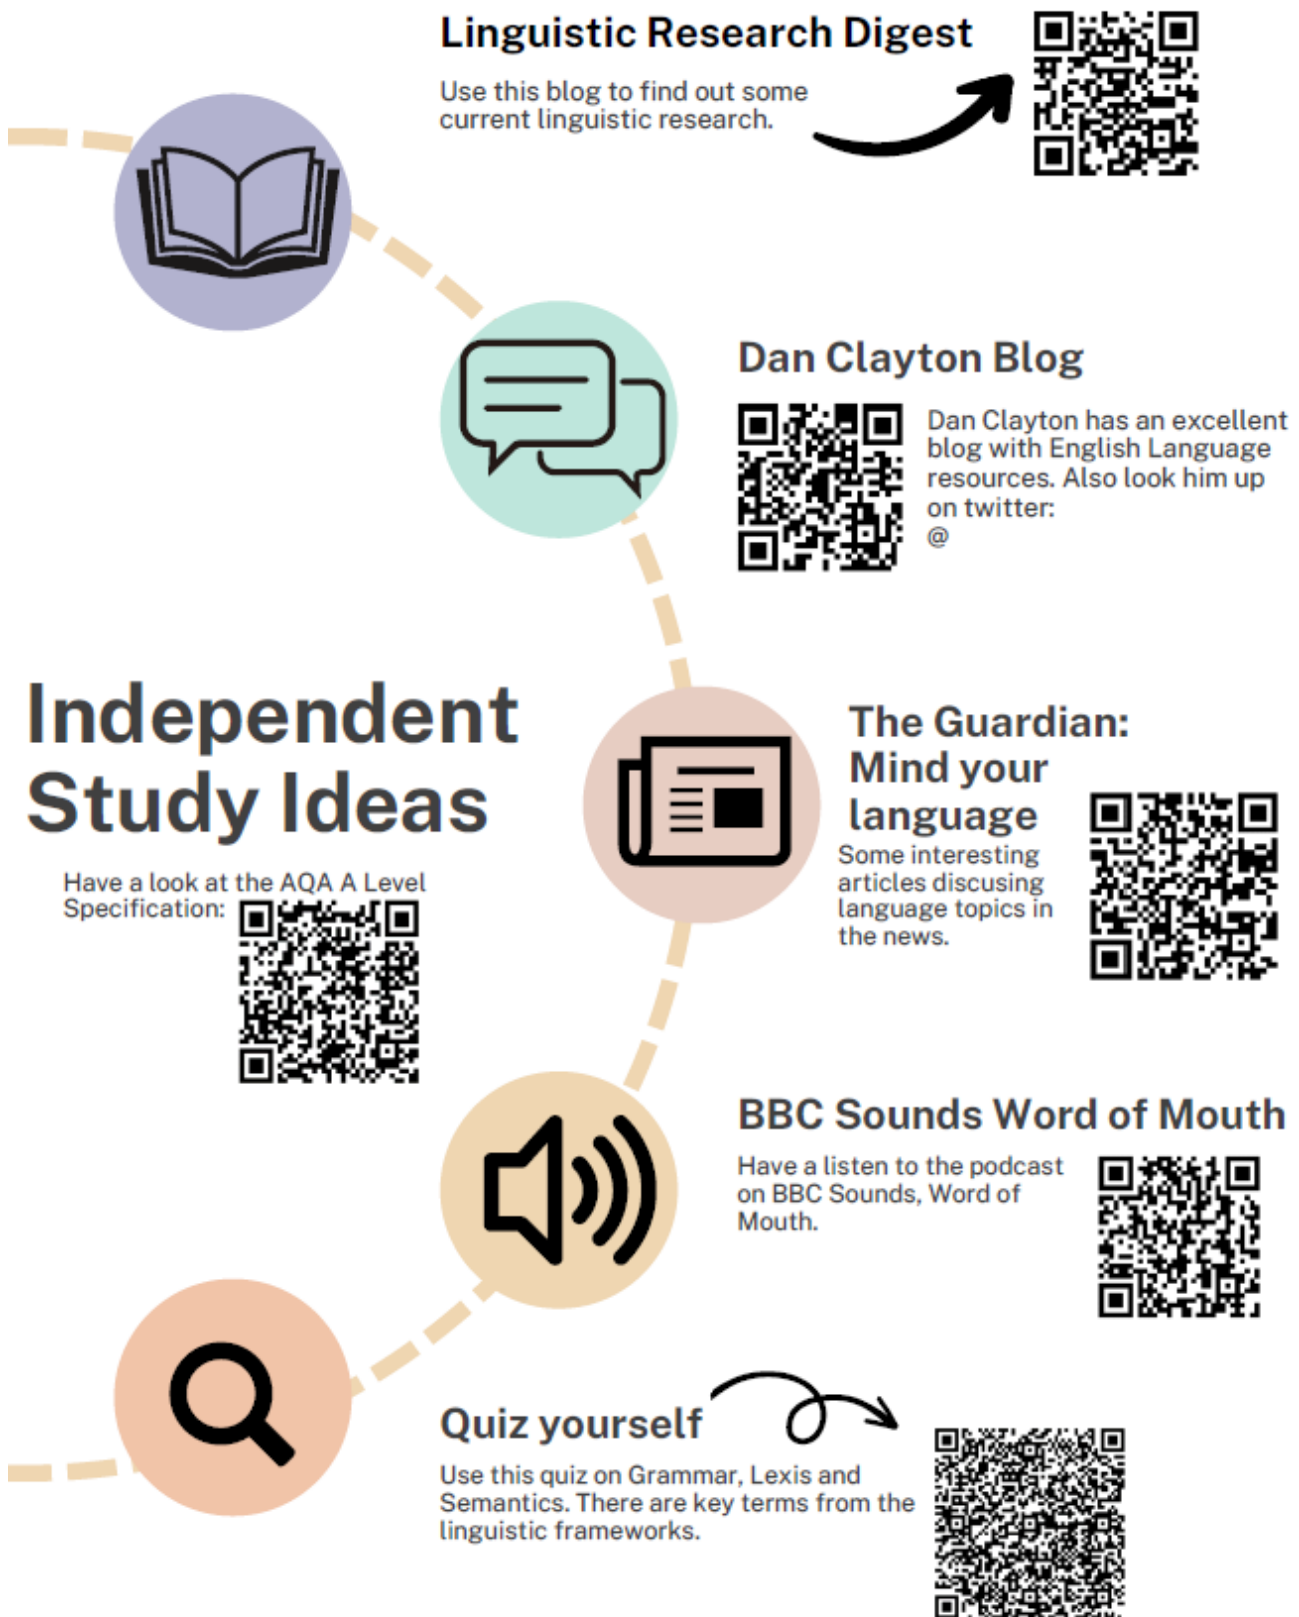 Linguistic Research Digest
Use this blog to find out some
current linguistic research.
Dan Clayton Blog
Dan Clayton has an excellent
blog with English Language
resources. Also look him up
on twitter:
@
Independent
Study Ideas
Have a look at the AQA A Level
Specification:
The Guardian:
Mind your
language
Some interesting
articles discusing
language topics in
the news.
BBC Sounds Word of Mouth
Have a listen to the podcast
on BBC Sounds, Word of
Mouth.
Quiz yourself
Use this quiz on Grammar, Lexis and
Semantics. There are key terms from the
linguistic frameworks.